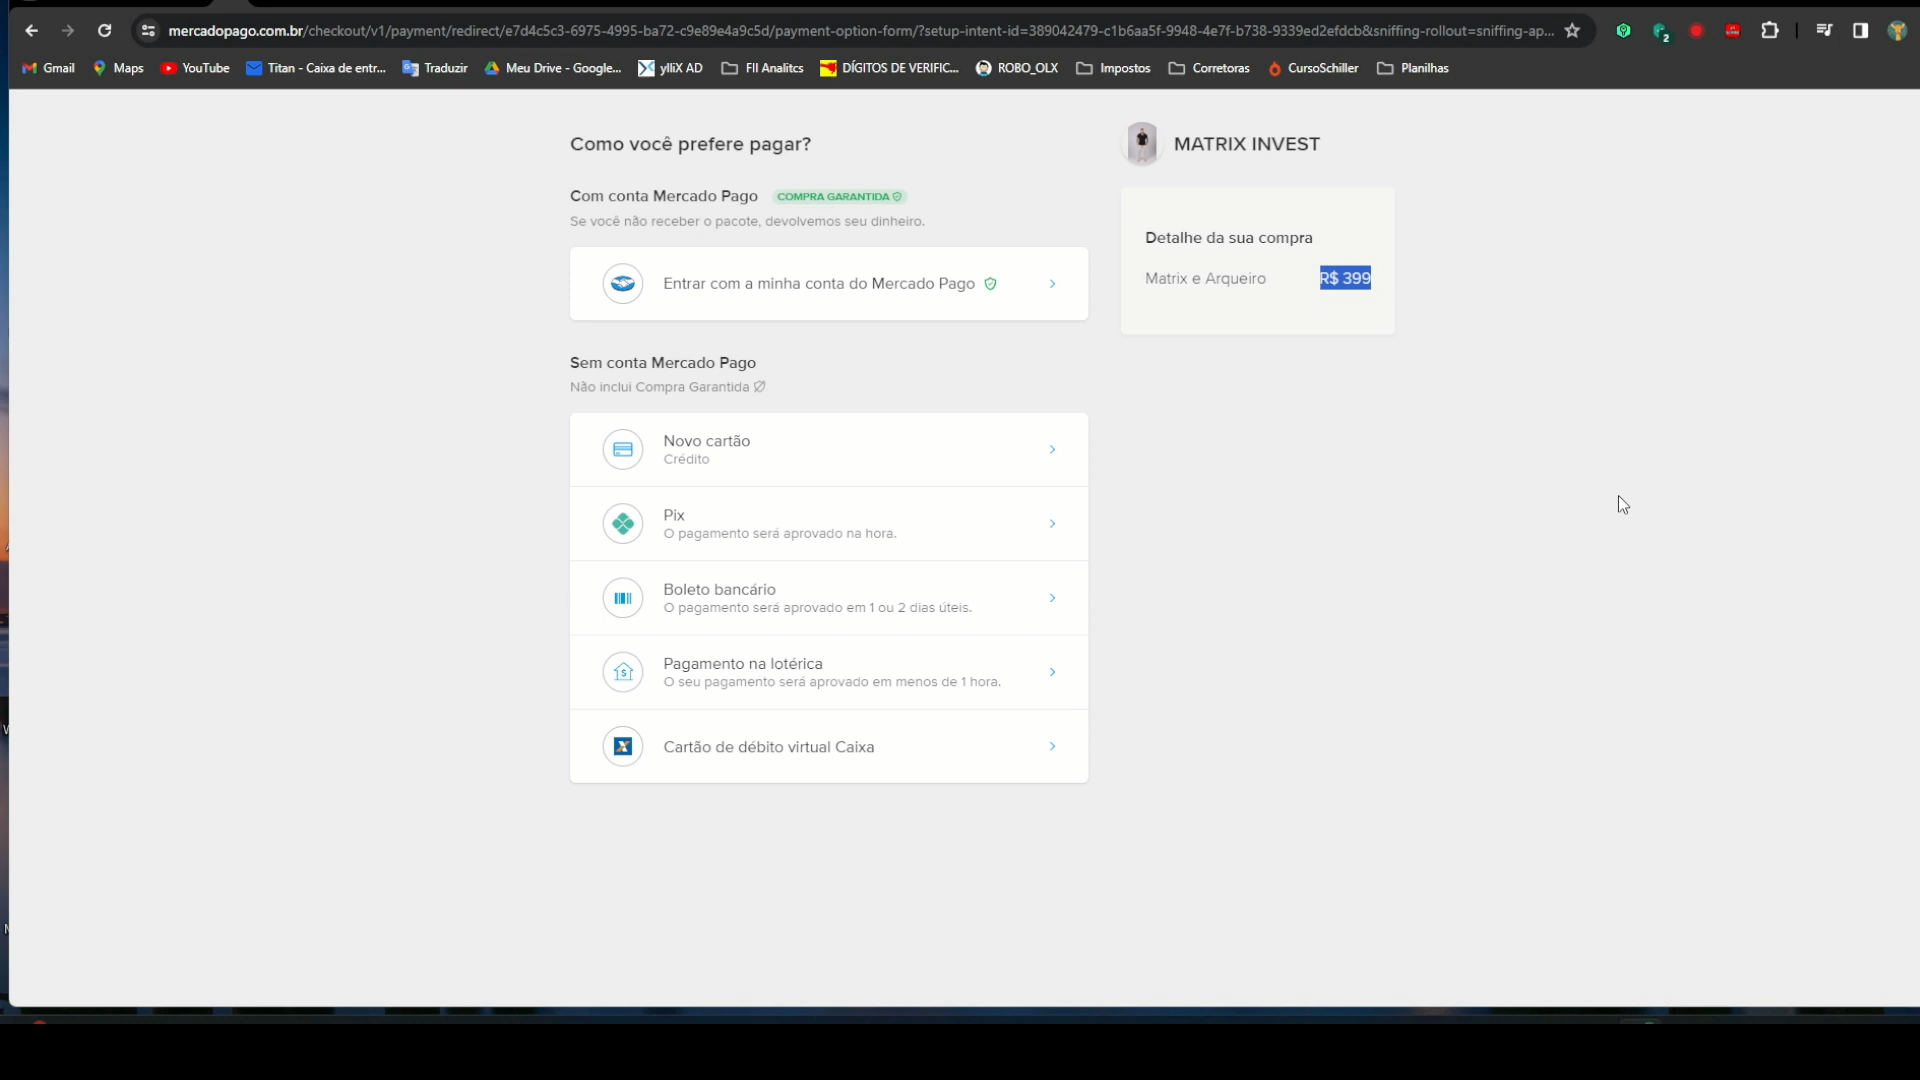 mercadopago.com.br/checkout/v1/payment/redirect/e7d4c5c3-6975-4995-ba72-c9e89e4a9c5d/payment-option-form/?setup-intent-id=389042479-c1b6aa5f-9948-4e7f-b738-9339ed2efdcb&sniffing-rollout=sniffing-ap...
2
Gmail Maps YouTube Titan - Caixa de entr... Traduzir Meu Drive - Google... ylliX AD FII Analitcs DÍGITOS DE VERIFIC... ROBO_OLX Impostos Corretoras CursoSchiller Planilhas
Como você prefere pagar?
Com conta Mercado Pago COMPRA GARANTIDA
Se você não receber o pacote, devolvemos seu dinheiro.
Entrar com a minha conta do Mercado Pago
Sem conta Mercado Pago
Não inclui Compra Garantida
Novo cartão
Crédito
Pix
O pagamento será aprovado na hora.
Boleto bancário
O pagamento será aprovado em 1 ou 2 dias úteis.
Pagamento na lotérica
O seu pagamento será aprovado em menos de 1 hora.
Cartão de débito virtual Caixa
MATRIX INVEST
Detalhe da sua compra
Matrix e Arqueiro R$ 399